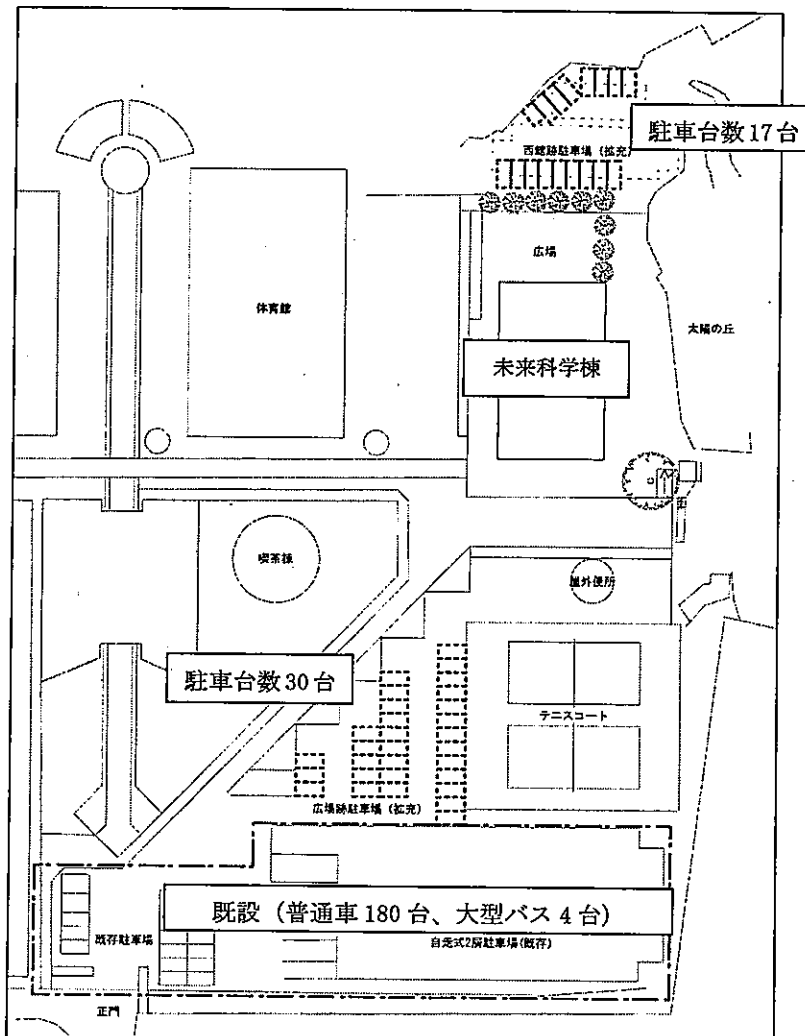 駐車台数17台
西館跡駐車場（拡充）
広場
体育館
太陽の丘
未来科学棟
喫茶棟
屋外便所
駐車台数30台
テニスコート
広場跡駐車場（拡充）
既設（普通車180台、大型バス4台）
既存駐車場
自走式2層駐車場(既存)
正門